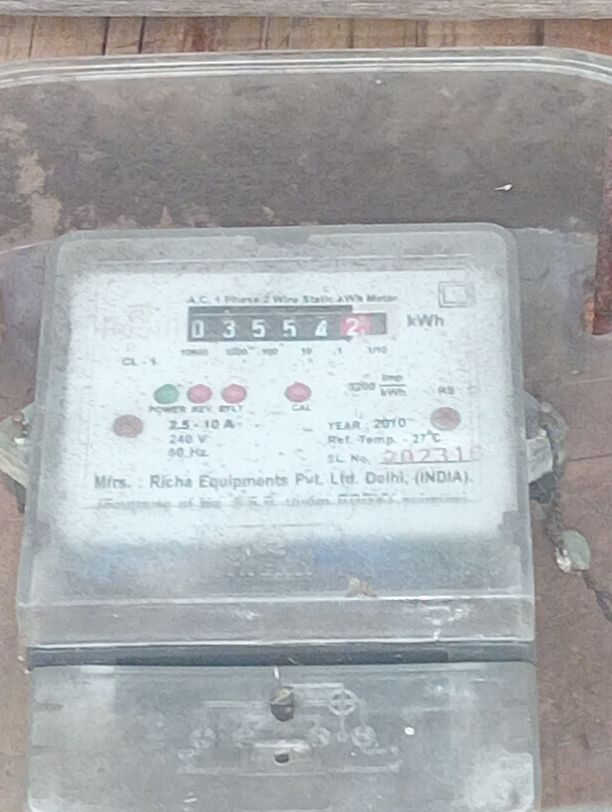 A.C. 1 Phase 2 Wire Static kWh Meter
0 3 5 5 4 2 kWh
10000 1000 100 10 1 1/10
CL - 1
3200 imp/kWh RB
POWER REV. EFLT CAL
2.5 - 10 A YEAR : 2010
240 V Ref. Temp. - 27°C
50 Hz. SL. No.
Mfrs. : Richa Equipments Pvt. Ltd. Delhi, (INDIA).